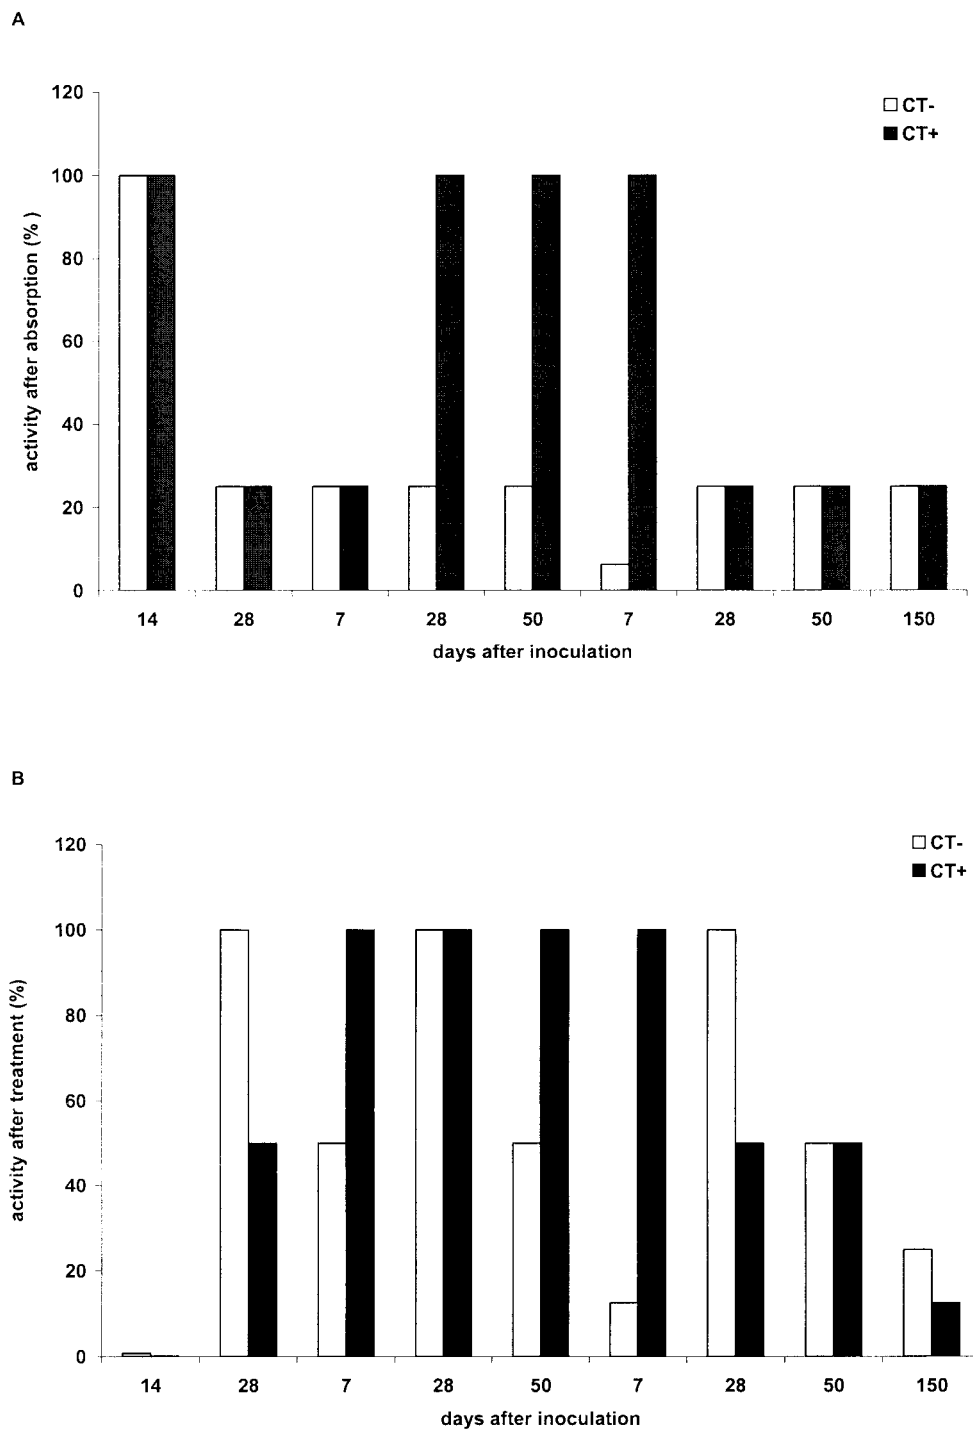 A
120
100
80
60
40
20
0
activity after absorption (% )
CT-
CT+
14 28 7 28 50 7 28 50 150
days after inoculation
B
120
100
80
60
40
20
0
activity after treatment (%)
CT-
CT+
14 28 7 28 50 7 28 50 150
days after inoculation